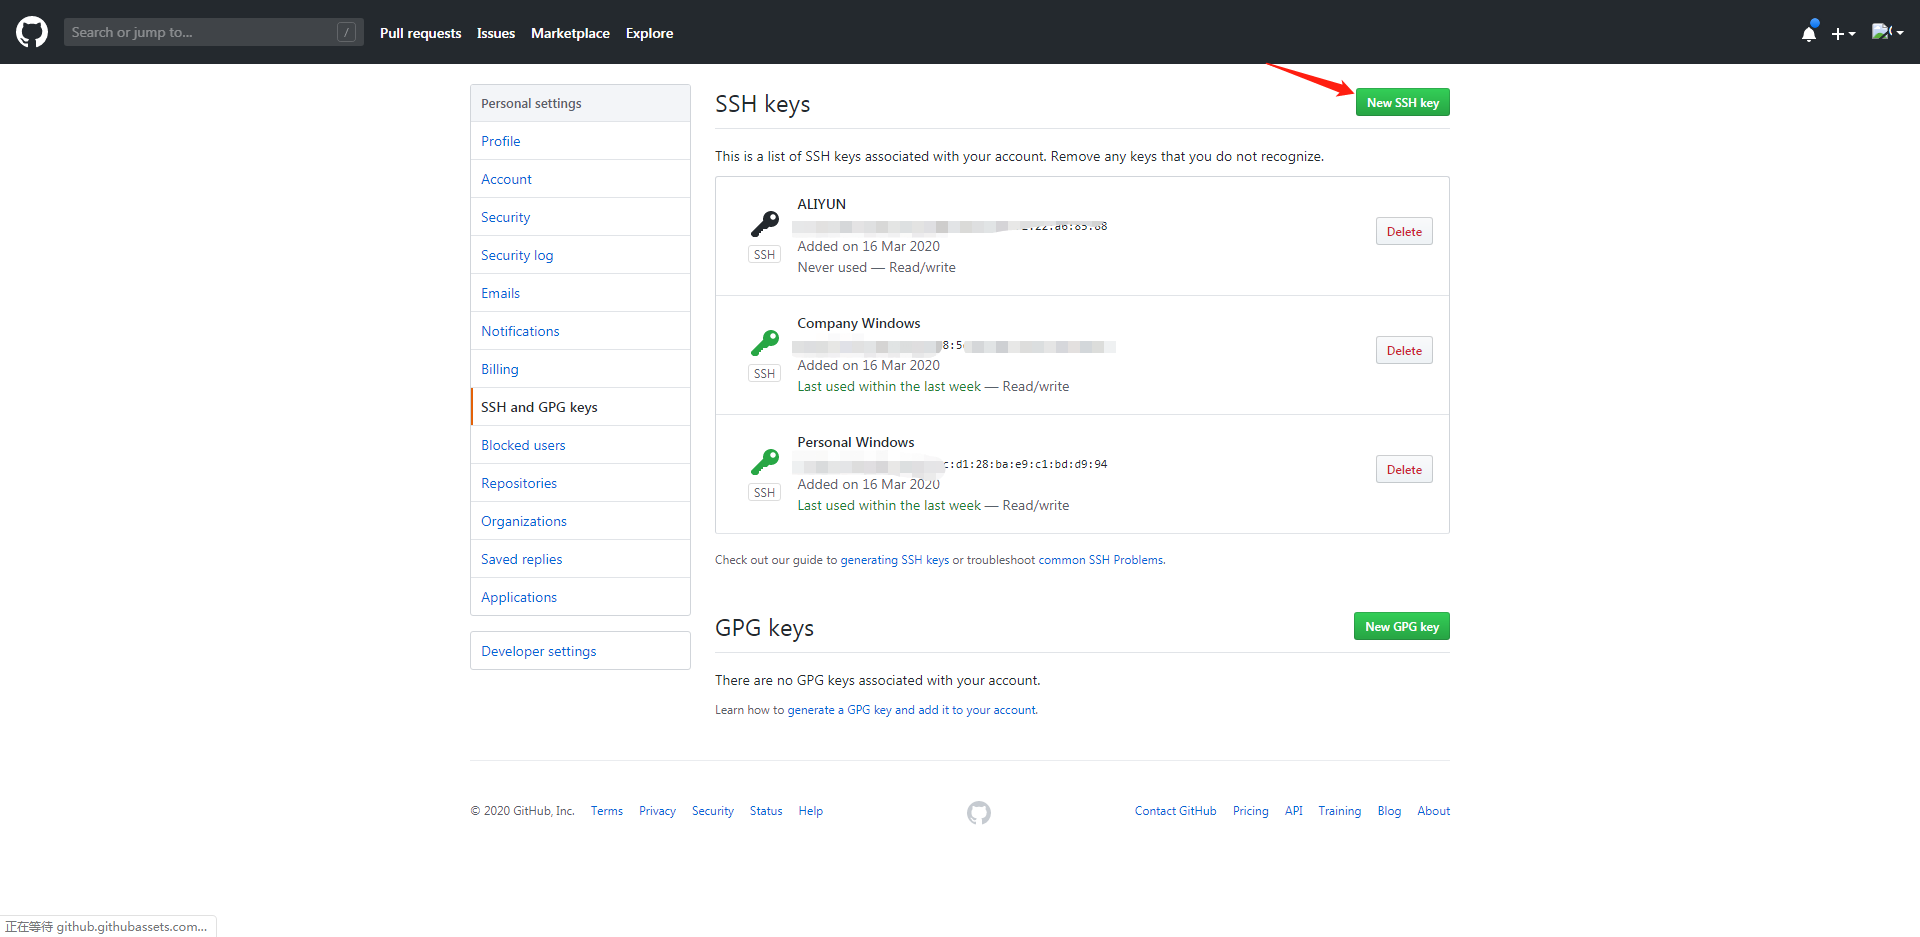 Search or jump to...
/
Pull requests
Issues
Marketplace
Explore
Personal settings
Profile
Account
Security
Security log
Emails
Notifications
Billing
SSH and GPG keys
Blocked users
Repositories
Organizations
Saved replies
Applications
Developer settings
SSH keys
New SSH key
This is a list of SSH keys associated with your account. Remove any keys that you do not recognize.
ALIYUN
SSH
Added on 16 Mar 2020
Never used — Read/write
Delete
Company Windows
8:5
SSH
Added on 16 Mar 2020
Last used within the last week — Read/write
Delete
Personal Windows
c:d1:28:ba:e9:c1:bd:d9:94
SSH
Added on 16 Mar 2020
Last used within the last week — Read/write
Delete
Check out our guide to generating SSH keys or troubleshoot common SSH Problems.
GPG keys
New GPG key
There are no GPG keys associated with your account.
Learn how to generate a GPG key and add it to your account.
© 2020 GitHub, Inc.
Terms
Privacy
Security
Status
Help
Contact GitHub
Pricing
API
Training
Blog
About
正在等待 github.githubassets.com...